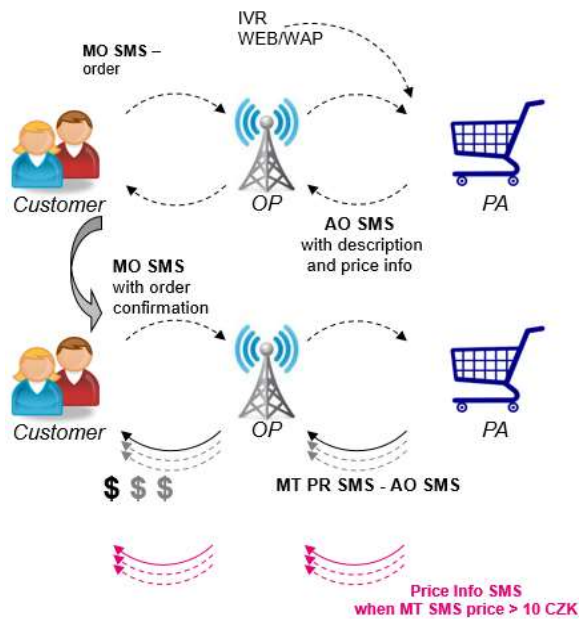 IVR
WEB/WAP
MO SMS –
order
Customer
OP
PA
AO SMS
with description
and price info
MO SMS
with order
confirmation
Customer
OP
PA
$ $ $
MT PR SMS - AO SMS
Price Info SMS
when MT SMS price > 10 CZK